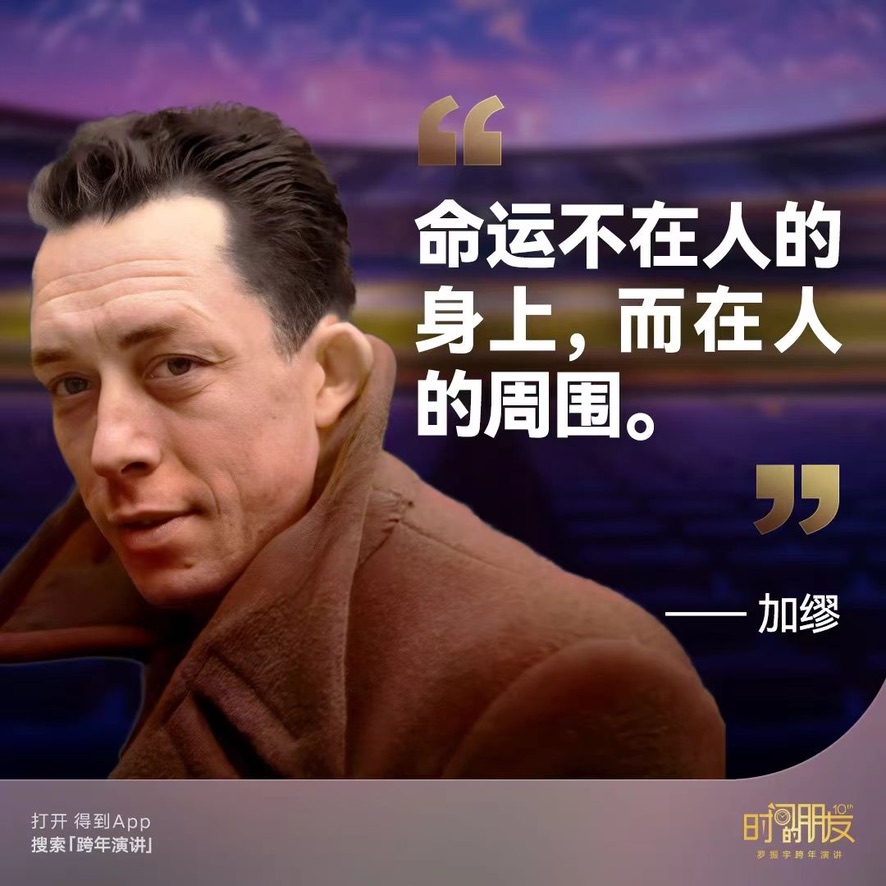 “
命运不在人的
身上，而在人
的周围。
”
—— 加缪
打开 得到App
搜索「跨年演讲」
时间的朋友 10th
罗振宇跨年演讲